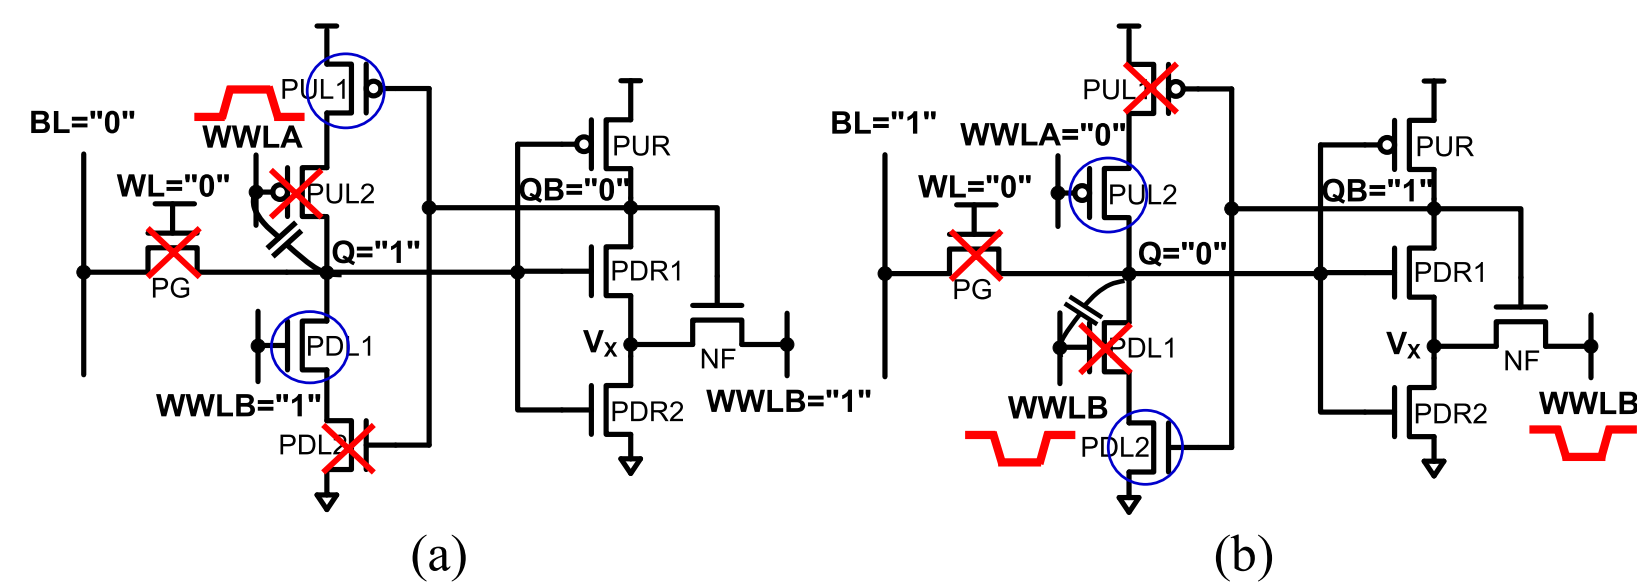 PUL1
BL="0"
WWLA
PUR
WL="0"
PUL2
QB="0"
Q="1"
PDR1
PG
PDL1
VX
NF
WWLB="1"
WWLB="1"
PDR2
PDL2
(a)
PUL1
BL="1"
WWLA="0"
PUR
WL="0"
PUL2
QB="1"
Q="0"
PDR1
PG
PDL1
VX
NF
WWLB
WWLB
PDR2
PDL2
(b)